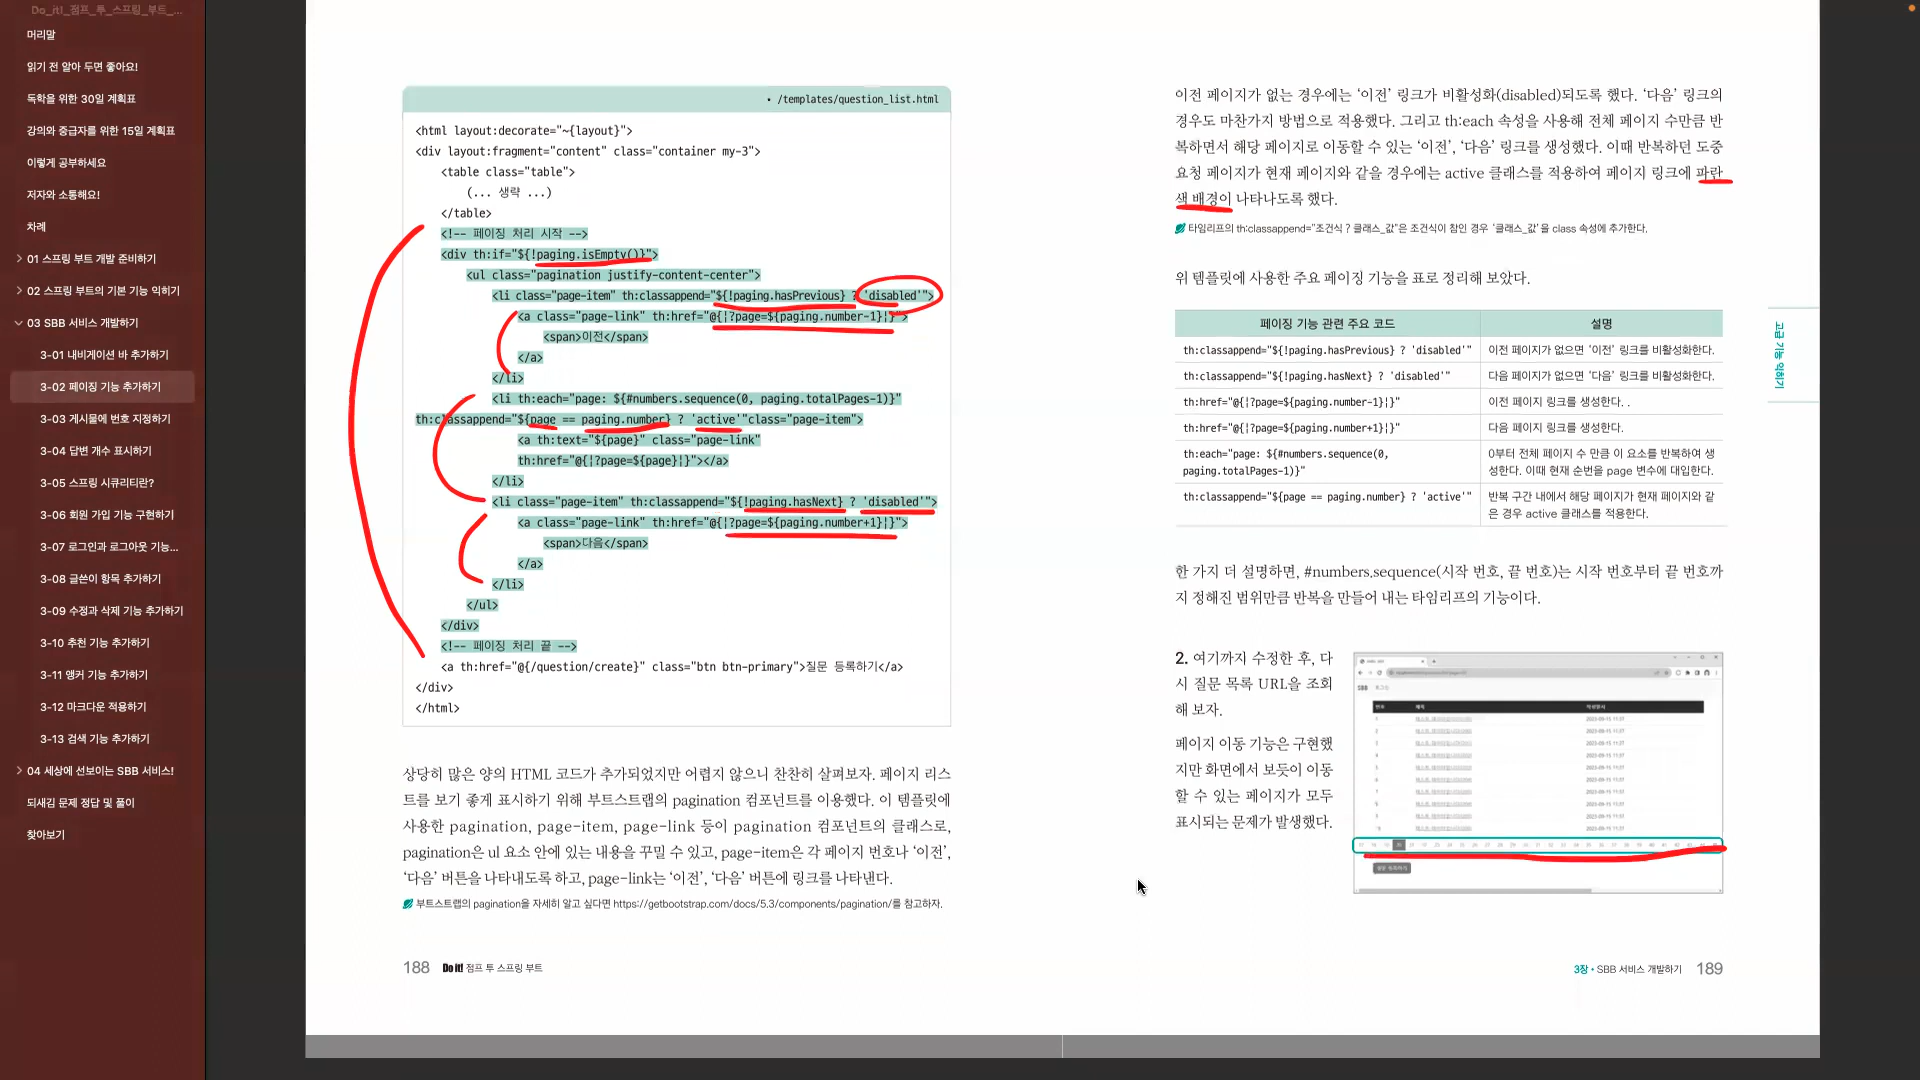 Do_it!_점프_투_스프링_부트_...
머리말
읽기 전 알아 두면 좋아요!
독학을 위한 30일 계획표
강의와 중급자를 위한 15일 계획표
이렇게 공부하세요
저자와 소통해요!
차례
01 스프링 부트 개발 준비하기
02 스프링 부트의 기본 기능 익히기
03 SBB 서비스 개발하기
3-01 내비게이션 바 추가하기
3-02 페이징 기능 추가하기
3-03 게시물에 번호 지정하기
3-04 답변 개수 표시하기
3-05 스프링 시큐리티란?
3-06 회원 가입 기능 구현하기
3-07 로그인과 로그아웃 기능...
3-08 글쓴이 항목 추가하기
3-09 수정과 삭제 기능 추가하기
3-10 추천 기능 추가하기
3-11 앵커 기능 추가하기
3-12 마크다운 적용하기
3-13 검색 기능 추가하기
04 세상에 선보이는 SBB 서비스!
되새김 문제 정답 및 풀이
찾아보기
• /templates/question_list.html
<html layout:decorate="~{layout}">
<div layout:fragment="content" class="container my-3">
<table class="table">
(... 생략 ...)
</table>
<!-- 페이징 처리 시작 -->
<div th:if="${!paging.isEmpty()}">
<ul class="pagination justify-content-center">
<li class="page-item" th:classappend="${!paging.hasPrevious} ? 'disabled'">
<a class="page-link" th:href="@{|?page=${paging.number-1}|}">
<span>이전</span>
</a>
</li>
<li th:each="page: ${#numbers.sequence(0, paging.totalPages-1)}"
th:classappend="${page == paging.number} ? 'active'"class="page-item">
<a th:text="${page}" class="page-link"
th:href="@{|?page=${page}|}"></a>
</li>
<li class="page-item" th:classappend="${!paging.hasNext} ? 'disabled'">
<a class="page-link" th:href="@{|?page=${paging.number+1}|}">
<span>다음</span>
</a>
</li>
</ul>
</div>
<!-- 페이징 처리 끝 -->
<a th:href="@{/question/create}" class="btn btn-primary">질문 등록하기</a>
</div>
</html>
상당히 많은 양의 HTML 코드가 추가되었지만 어렵지 않으니 찬찬히 살펴보자. 페이지 리스
트를 보기 좋게 표시하기 위해 부트스트랩의 pagination 컴포넌트를 이용했다. 이 템플릿에
사용한 pagination, page-item, page-link 등이 pagination 컴포넌트의 클래스로,
pagination은 ul 요소 안에 있는 내용을 꾸밀 수 있고, page-item은 각 페이지 번호나 ‘이전’,
‘다음’ 버튼을 나타내도록 하고, page-link는 ‘이전’, ‘다음’ 버튼에 링크를 나타낸다.
부트스트랩의 pagination을 자세히 알고 싶다면 https://getbootstrap.com/docs/5.3/components/pagination/를 참고하자.
188 Do it! 점프 투 스프링 부트
이전 페이지가 없는 경우에는 ‘이전’ 링크가 비활성화(disabled)되도록 했다. ‘다음’ 링크의
경우도 마찬가지 방법으로 적용했다. 그리고 th:each 속성을 사용해 전체 페이지 수만큼 반
복하면서 해당 페이지로 이동할 수 있는 ‘이전’, ‘다음’ 링크를 생성했다. 이때 반복하던 도중
요청 페이지가 현재 페이지와 같을 경우에는 active 클래스를 적용하여 페이지 링크에 파란
색 배경이 나타나도록 했다.
타임리프의 th:classappend="조건식 ? 클래스_값"은 조건식이 참인 경우 '클래스_값'을 class 속성에 추가한다.
위 템플릿에 사용한 주요 페이징 기능을 표로 정리해 보았다.
페이징 기능 관련 주요 코드 설명
th:classappend="${!paging.hasPrevious} ? 'disabled'" 이전 페이지가 없으면 '이전' 링크를 비활성화한다.
th:classappend="${!paging.hasNext} ? 'disabled'" 다음 페이지가 없으면 '다음' 링크를 비활성화한다.
th:href="@{|?page=${paging.number-1}|}" 이전 페이지 링크를 생성한다. .
th:href="@{|?page=${paging.number+1}|}" 다음 페이지 링크를 생성한다.
th:each="page: ${#numbers.sequence(0, 0부터 전체 페이지 수 만큼 이 요소를 반복하여 생
paging.totalPages-1)}" 성한다. 이때 현재 순번을 page 변수에 대입한다.
th:classappend="${page == paging.number} ? 'active'" 반복 구간 내에서 해당 페이지가 현재 페이지와 같
은 경우 active 클래스를 적용한다.
고급 기능 익히기
한 가지 더 설명하면, #numbers.sequence(시작 번호, 끝 번호)는 시작 번호부터 끝 번호까
지 정해진 범위만큼 반복을 만들어 내는 타임리프의 기능이다.
2. 여기까지 수정한 후, 다
시 질문 목록 URL을 조회
해 보자.
페이지 이동 기능은 구현했
지만 화면에서 보듯이 이동
할 수 있는 페이지가 모두
표시되는 문제가 발생했다.
SBB 로그인
번호 제목 작성일시
3장 • SBB 서비스 개발하기 189